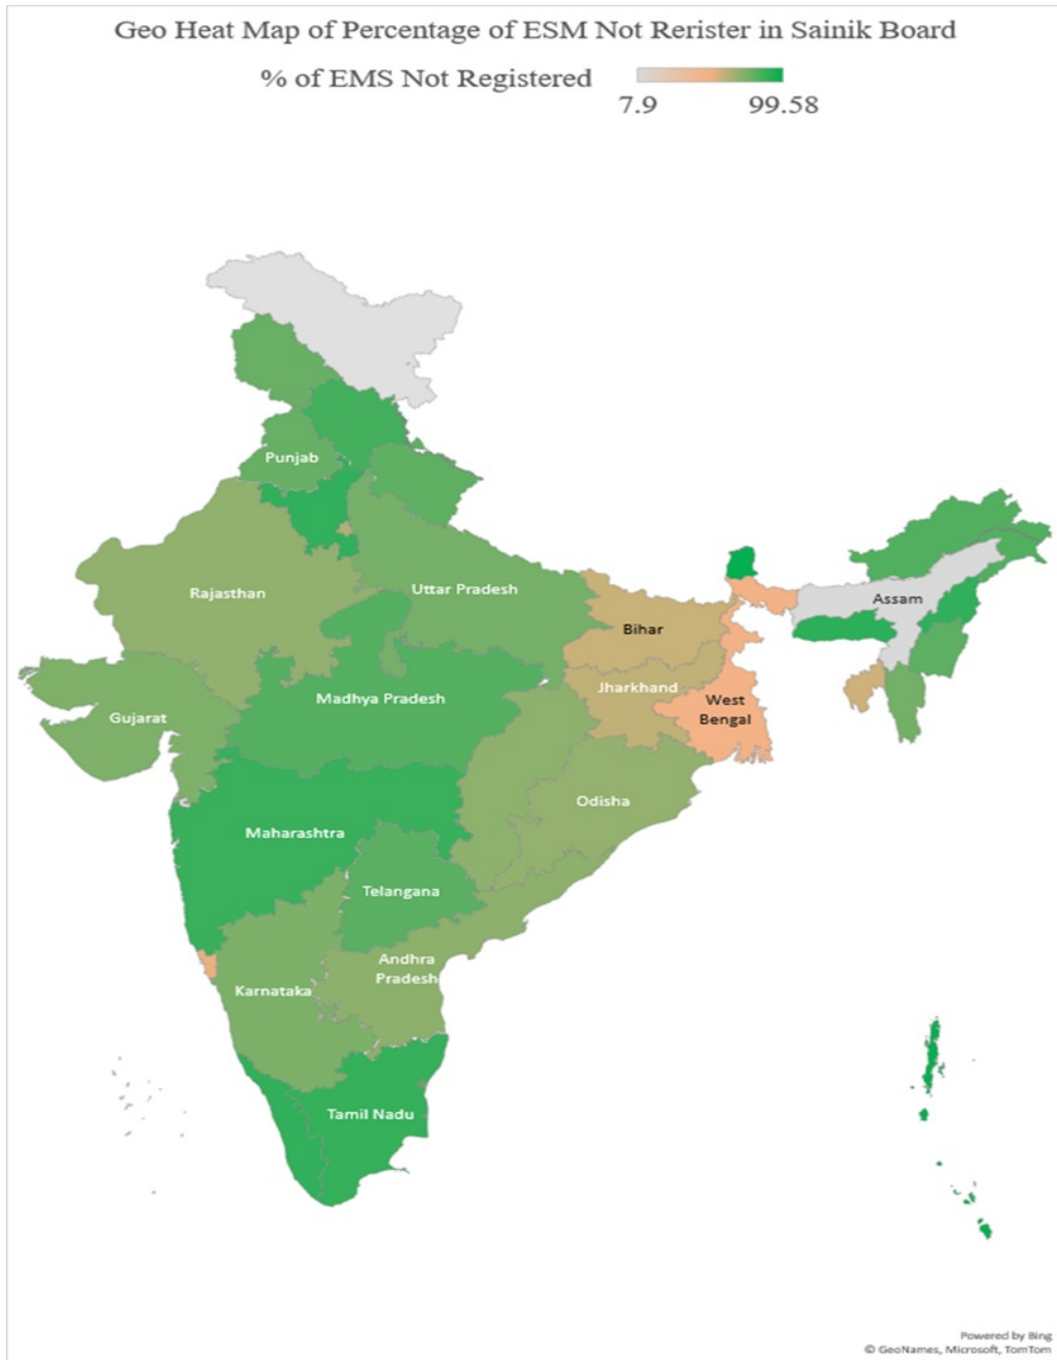 Geo Heat Map of Percentage of ESM Not Rerister in Sainik Board
% of EMS Not Registered
7.9 99.58
Punjab
Rajasthan
Uttar Pradesh
Assam
Bihar
Jharkhand
Madhya Pradesh
West
Bengal
Gujarat
Odisha
Maharashtra
Telangana
Andhra
Pradesh
Karnataka
Tamil Nadu
Powered by Bing
© GeoNames, Microsoft, TomTom